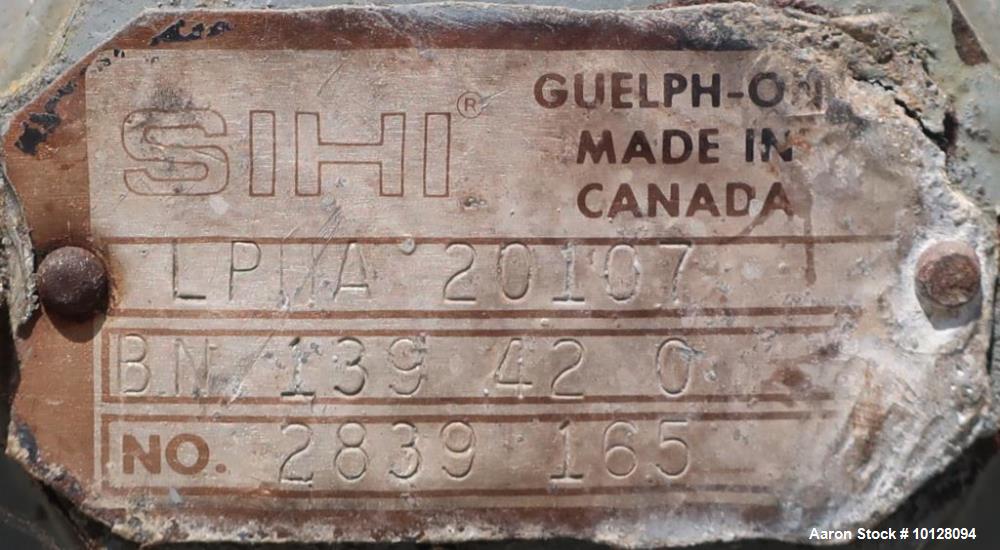 SIHI®
GUELPH-ON
MADE IN
CANADA
LPHA 20107
BN 139 42 0
NO. 2839 165
Aaron Stock # 10128094